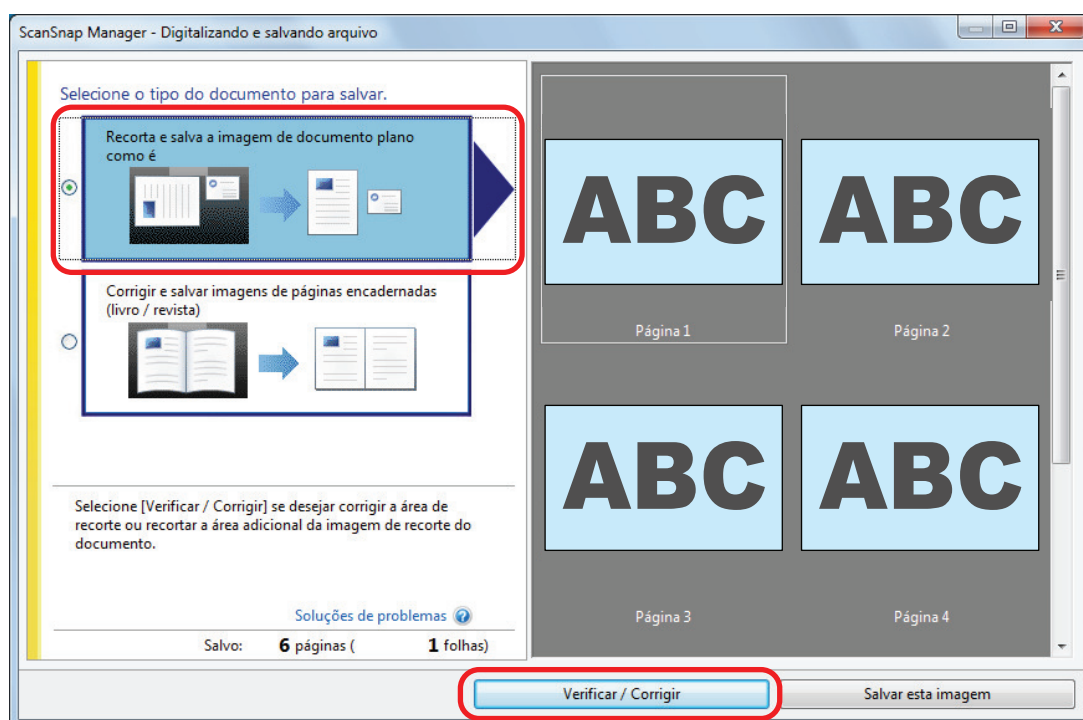 ScanSnap Manager - Digitalizando e salvando arquivo
Selecione o tipo do documento para salvar.
Recorta e salva a imagem de documento plano
como é
Corrigir e salvar imagens de páginas encadernadas
(livro / revista)
Selecione [Verificar / Corrigir] se desejar corrigir a área de
recorte ou recortar a área adicional da imagem de recorte do
documento.
Soluções de problemas
Salvo: 6 páginas ( 1 folhas)
ABC
ABC
Página 1
Página 2
ABC
ABC
Página 3
Página 4
Verificar / Corrigir
Salvar esta imagem